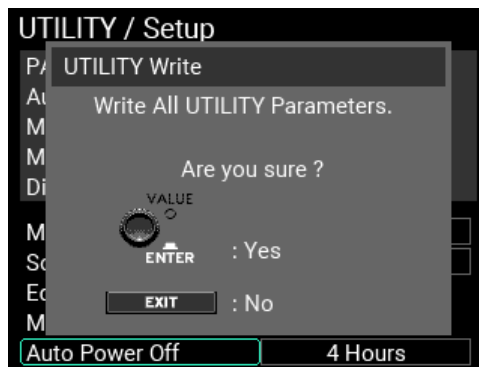 UTILITY / Setup
UTILITY Write
Write All UTILITY Parameters.
Are you sure ?
VALUE
ENTER : Yes
EXIT : No
Auto Power Off 4 Hours